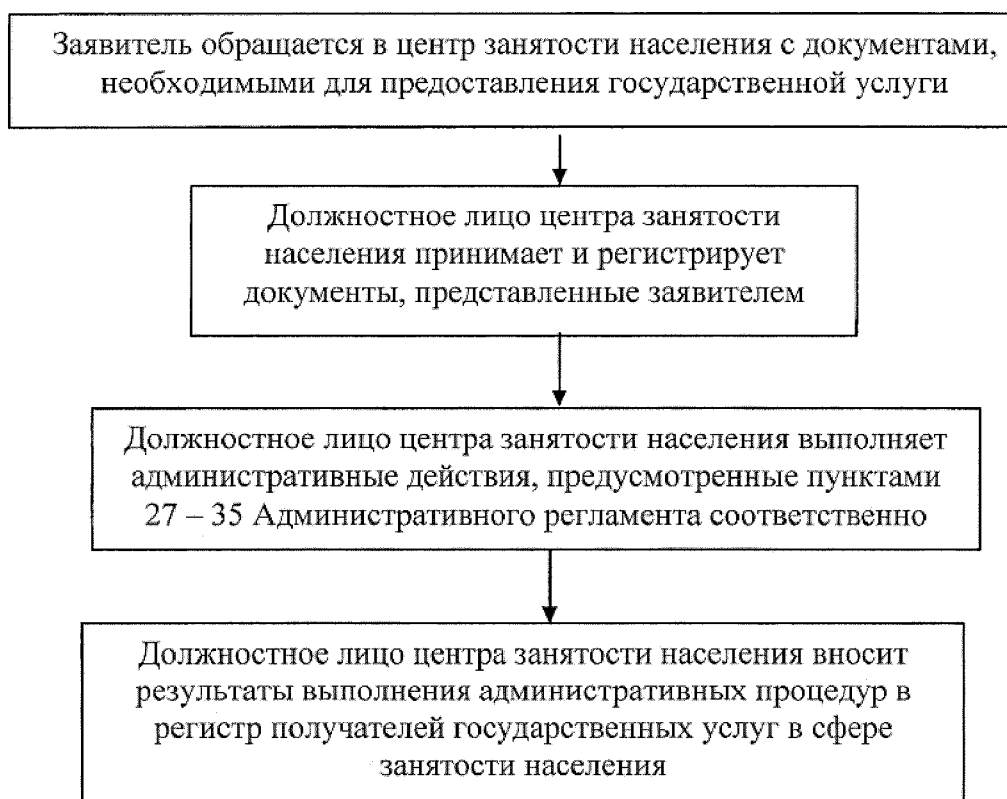 Заявитель обращается в центр занятости населения с документами,
необходимыми для предоставления государственной услуги
Должностное лицо центра занятости
населения принимает и регистрирует
документы, представленные заявителем
Должностное лицо центра занятости населения выполняет
административные действия, предусмотренные пунктами
27 – 35 Административного регламента соответственно
Должностное лицо центра занятости населения вносит
результаты выполнения административных процедур в
регистр получателей государственных услуг в сфере
занятости населения